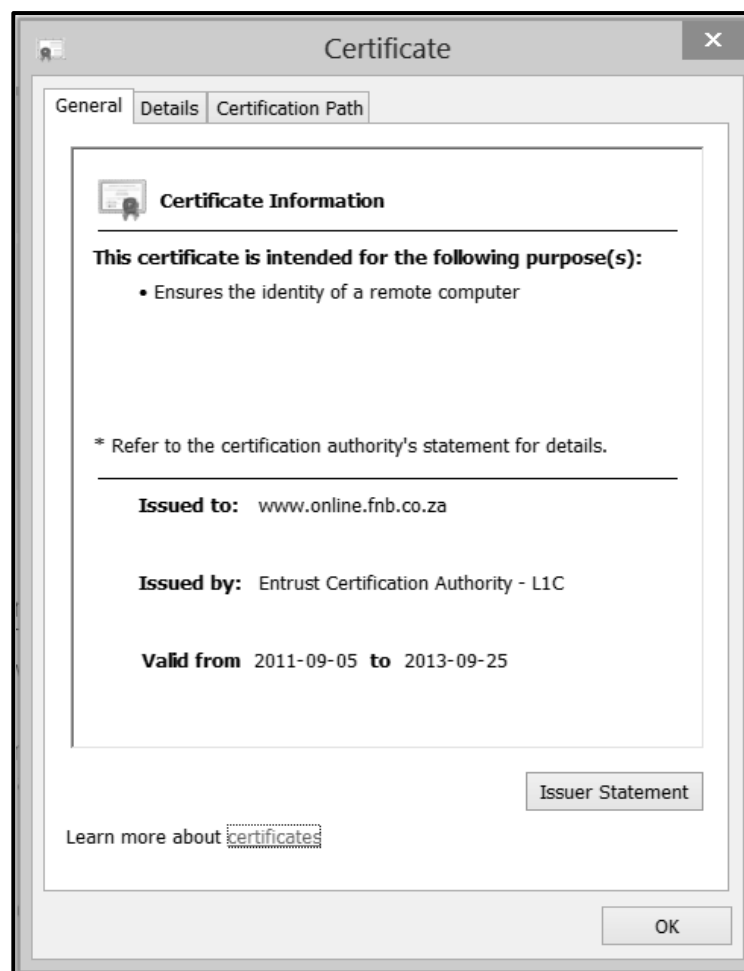 Certificate
×
General Details Certification Path
Certificate Information
This certificate is intended for the following purpose(s):
• Ensures the identity of a remote computer
* Refer to the certification authority's statement for details.
Issued to: www.online.fnb.co.za
Issued by: Entrust Certification Authority - L1C
Valid from 2011-09-05 to 2013-09-25
Issuer Statement
Learn more about certificates
OK